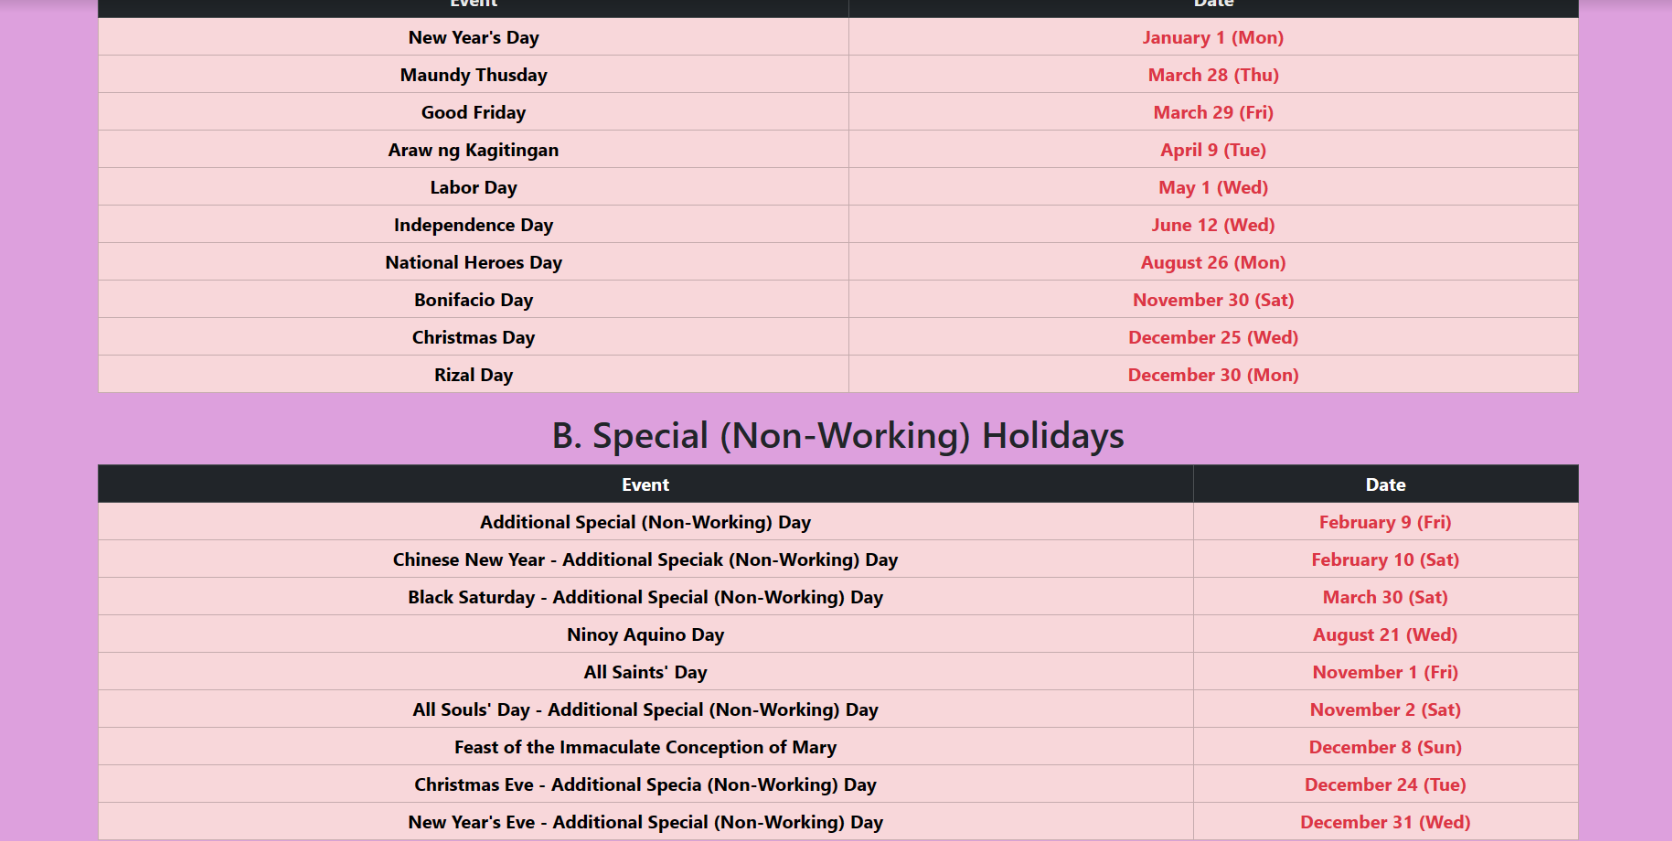 Event Date
New Year's Day January 1 (Mon)
Maundy Thusday March 28 (Thu)
Good Friday March 29 (Fri)
Araw ng Kagitingan April 9 (Tue)
Labor Day May 1 (Wed)
Independence Day June 12 (Wed)
National Heroes Day August 26 (Mon)
Bonifacio Day November 30 (Sat)
Christmas Day December 25 (Wed)
Rizal Day December 30 (Mon)
B. Special (Non-Working) Holidays
Event Date
Additional Special (Non-Working) Day February 9 (Fri)
Chinese New Year - Additional Speciak (Non-Working) Day February 10 (Sat)
Black Saturday - Additional Special (Non-Working) Day March 30 (Sat)
Ninoy Aquino Day August 21 (Wed)
All Saints' Day November 1 (Fri)
All Souls' Day - Additional Special (Non-Working) Day November 2 (Sat)
Feast of the Immaculate Conception of Mary December 8 (Sun)
Christmas Eve - Additional Specia (Non-Working) Day December 24 (Tue)
New Year's Eve - Additional Special (Non-Working) Day December 31 (Wed)